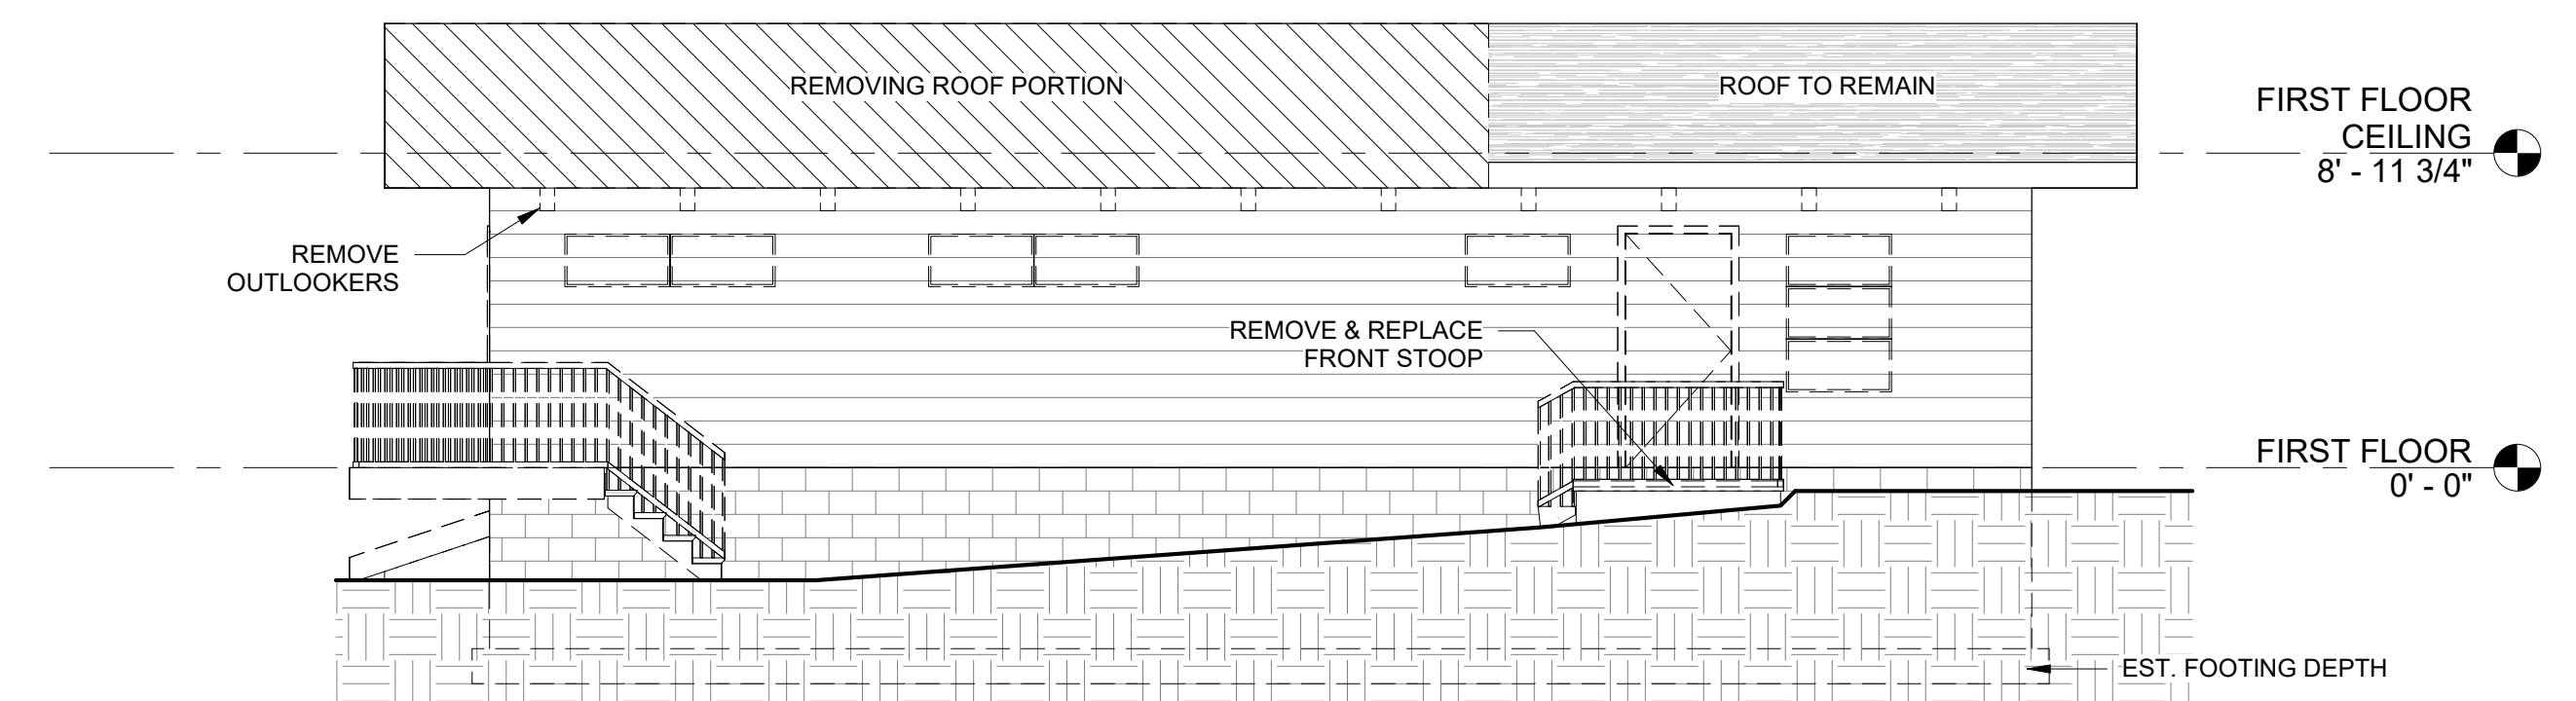 REMOVING ROOF PORTION
ROOF TO REMAIN
FIRST FLOOR
CEILING
8' - 11 3/4"
REMOVE
OUTLOOKERS
REMOVE & REPLACE
FRONT STOOP
FIRST FLOOR
0' - 0"
EST. FOOTING DEPTH